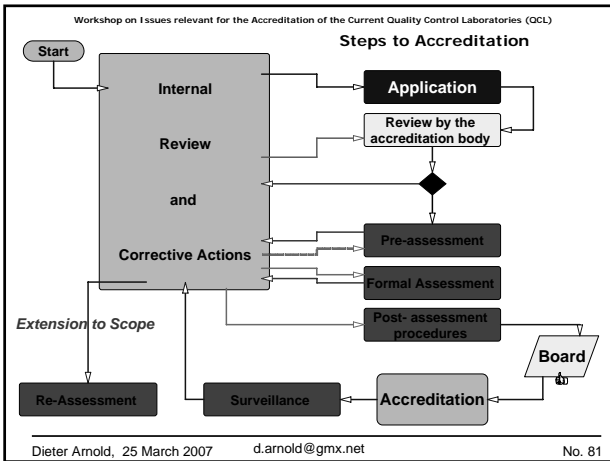 Workshop on Issues relevant for the Accreditation of the Current Quality Control Laboratories (QCL)
Steps to Accreditation
Start
Internal
Review
and
Corrective Actions
Application
Review by the
accreditation body
Pre-assessment
Formal Assessment
Post- assessment
procedures
Extension to Scope
Board
Re-Assessment
Surveillance
Accreditation
Dieter Arnold, 25 March 2007
d.arnold@gmx.net
No. 81